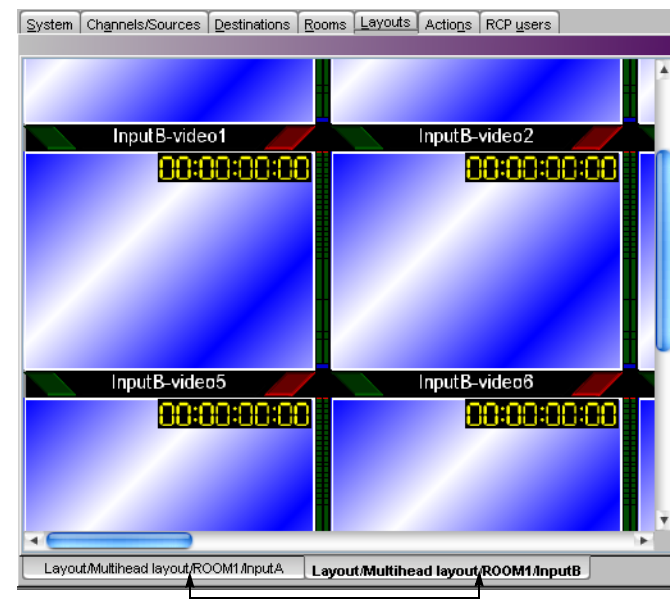 System Channels/Sources Destinations Rooms Layouts Actions RCP users
InputB-video1 InputB-video2
00:00:00:00 00:00:00:00
InputB-video5 InputB-video6
00:00:00:00 00:00:00:00
Layout/Multihead layout/ROOM1/InputA Layout/Multihead layout/ROOM1/InputB